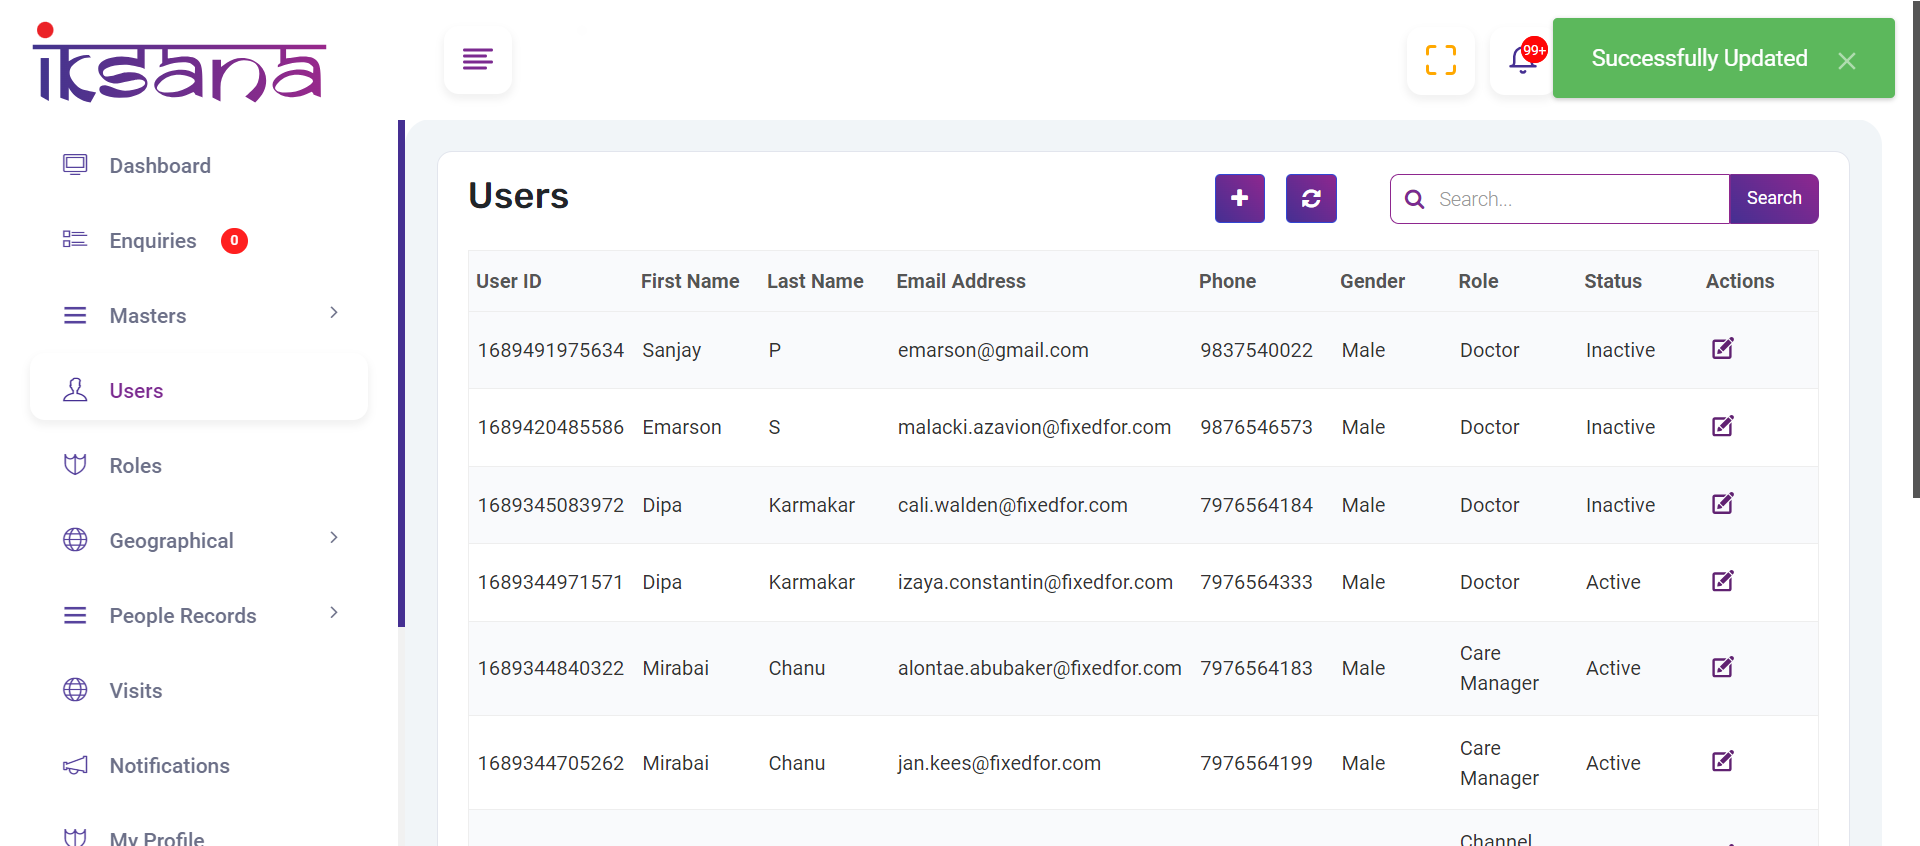 iksana
99+
Successfully Updated
Dashboard
Enquiries 0
Masters
Users
Roles
Geographical
People Records
Visits
Notifications
My Profile
Users
Search...
Search
User ID First Name Last Name Email Address Phone Gender Role Status Actions
1689491975634 Sanjay P emarson@gmail.com 9837540022 Male Doctor Inactive
1689420485586 Emarson S malacki.azavion@fixedfor.com 9876546573 Male Doctor Inactive
1689345083972 Dipa Karmakar cali.walden@fixedfor.com 7976564184 Male Doctor Inactive
1689344971571 Dipa Karmakar izaya.constantin@fixedfor.com 7976564333 Male Doctor Active
1689344840322 Mirabai Chanu alontae.abubaker@fixedfor.com 7976564183 Male Care Manager Active
1689344705262 Mirabai Chanu jan.kees@fixedfor.com 7976564199 Male Care Manager Active
Channel